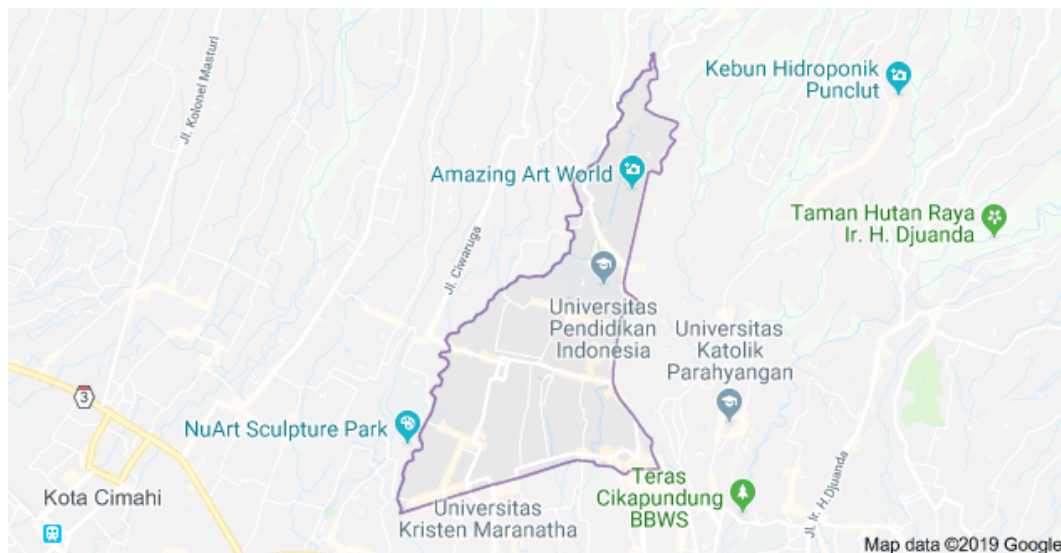 Jl. Kolonel Masturi
Kebun Hidroponik
Punclut
Amazing Art World
Taman Hutan Raya
Ir. H. Djuanda
Jl. Ciwaruga
Universitas
Pendidikan
Indonesia
Universitas
Katolik
Parahyangan
3
NuArt Sculpture Park
Kota Cimahi
Universitas
Kristen Maranatha
Teras
Cikapundung
BBWS
Jl. Ir. H.Djuanda
Map data ©2019 Google